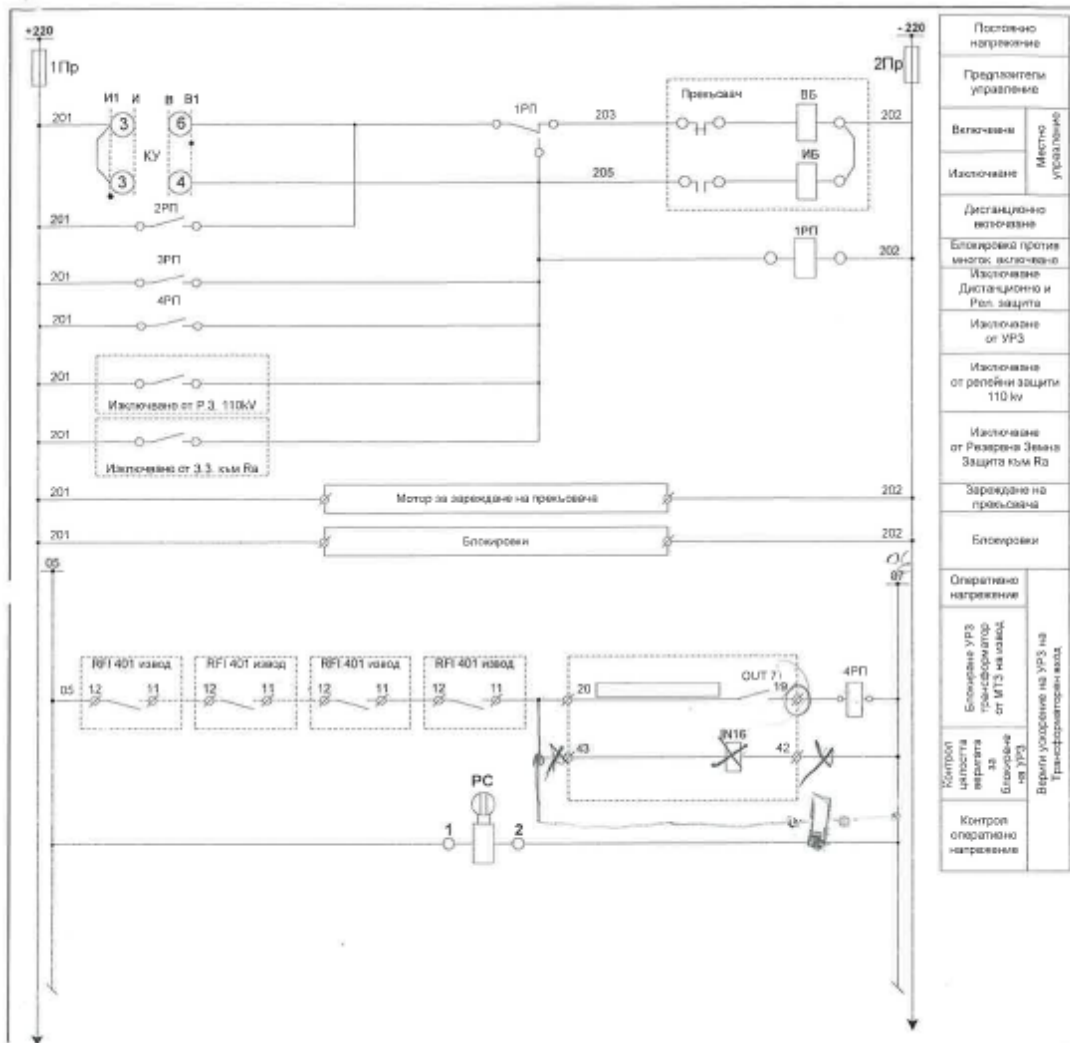 +220
- 220
1Пр
2Пр
И1 И В В1
201
3
6
КУ
3
4
1РП
203
Прекъсвач
ВБ
202
205
ИБ
201
2РП
3РП
201
1РП
202
4РП
201
201
Изключване от Р.З. 110kV
201
Изключване от З.З. към Ra
201
Мотор за зареждане на прекъсвача
202
201
Блокировки
202
05
07
RFI 401 извод
RFI 401 извод
RFI 401 извод
RFI 401 извод
05
12 11
12 11
12 11
12 11
20
OUT 7
19
4РП
43
IN16
42
РС
1
2
Постоянно
напрежение
Предпазители
управление
Включване
Изключване
Местно
управление
Дистанционно
включване
Блокировка против
многок. включване
Изключване
Дистанционно и
Рел. защита
Изключване
от УРЗ
Изключване
от релейни защити
110 kv
Изключване
от Резервна Земна
Защита към Ra
Зареждане на
прекъсвача
Блокировки
Оперативно
напрежение
Блокиране УРЗ
трансформатор
от МТЗ на извод
Контрол
цялостта
веригата
за
блокиране
на УРЗ
Контрол
оперативно
напрежение
Вериги ускорение на УРЗ на
Трансформаторен вход